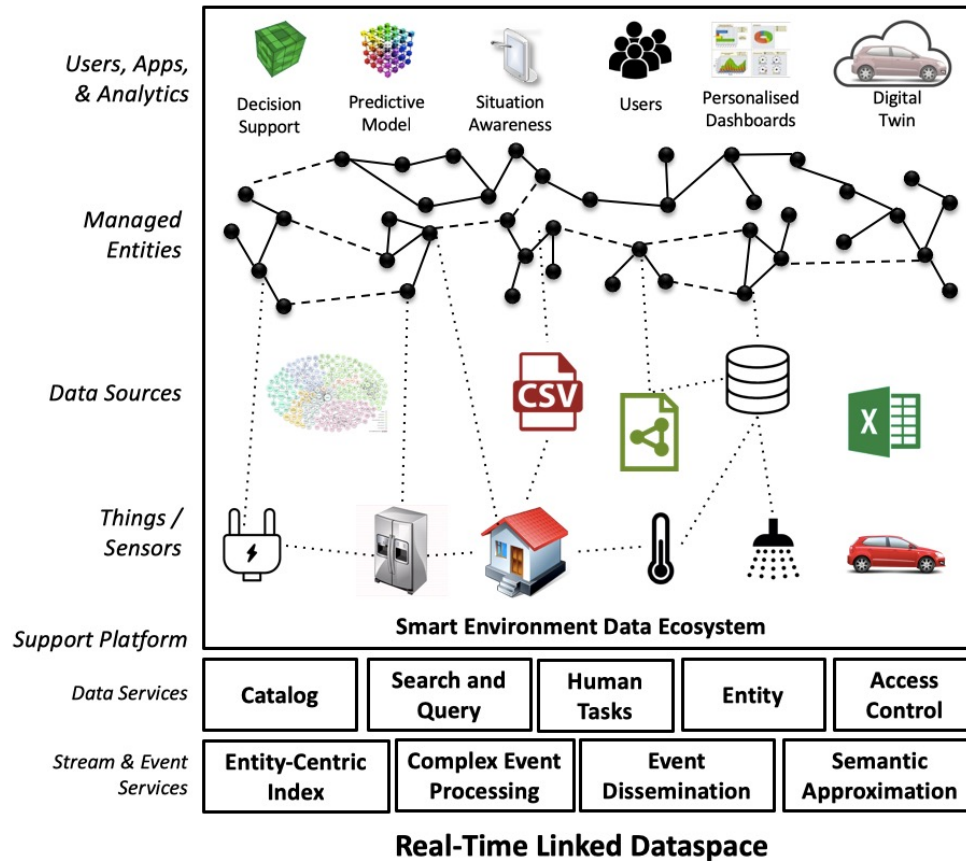 Users, Apps,
& Analytics
Decision
Support
Predictive
Model
Situation
Awareness
Users
Personalised
Dashboards
Digital
Twin
Managed
Entities
Data Sources
CSV
X
Things /
Sensors
Smart Environment Data Ecosystem
Support Platform
Data Services
Catalog
Search and
Query
Human
Tasks
Entity
Access
Control
Stream & Event
Services
Entity-Centric
Index
Complex Event
Processing
Event
Dissemination
Semantic
Approximation
Real-Time Linked Dataspace